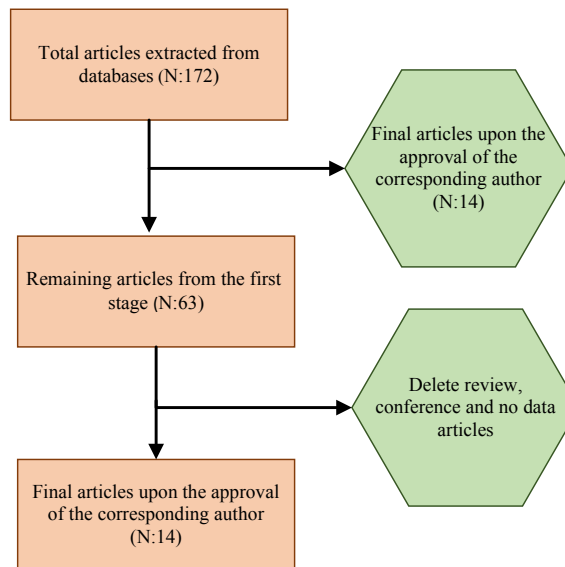 Total articles extracted from
databases (N:172)
Final articles upon the
approval of the
corresponding author
(N:14)
Remaining articles from the first
stage (N:63)
Delete review,
conference and no data
articles
Final articles upon the approval
of the corresponding author
(N:14)